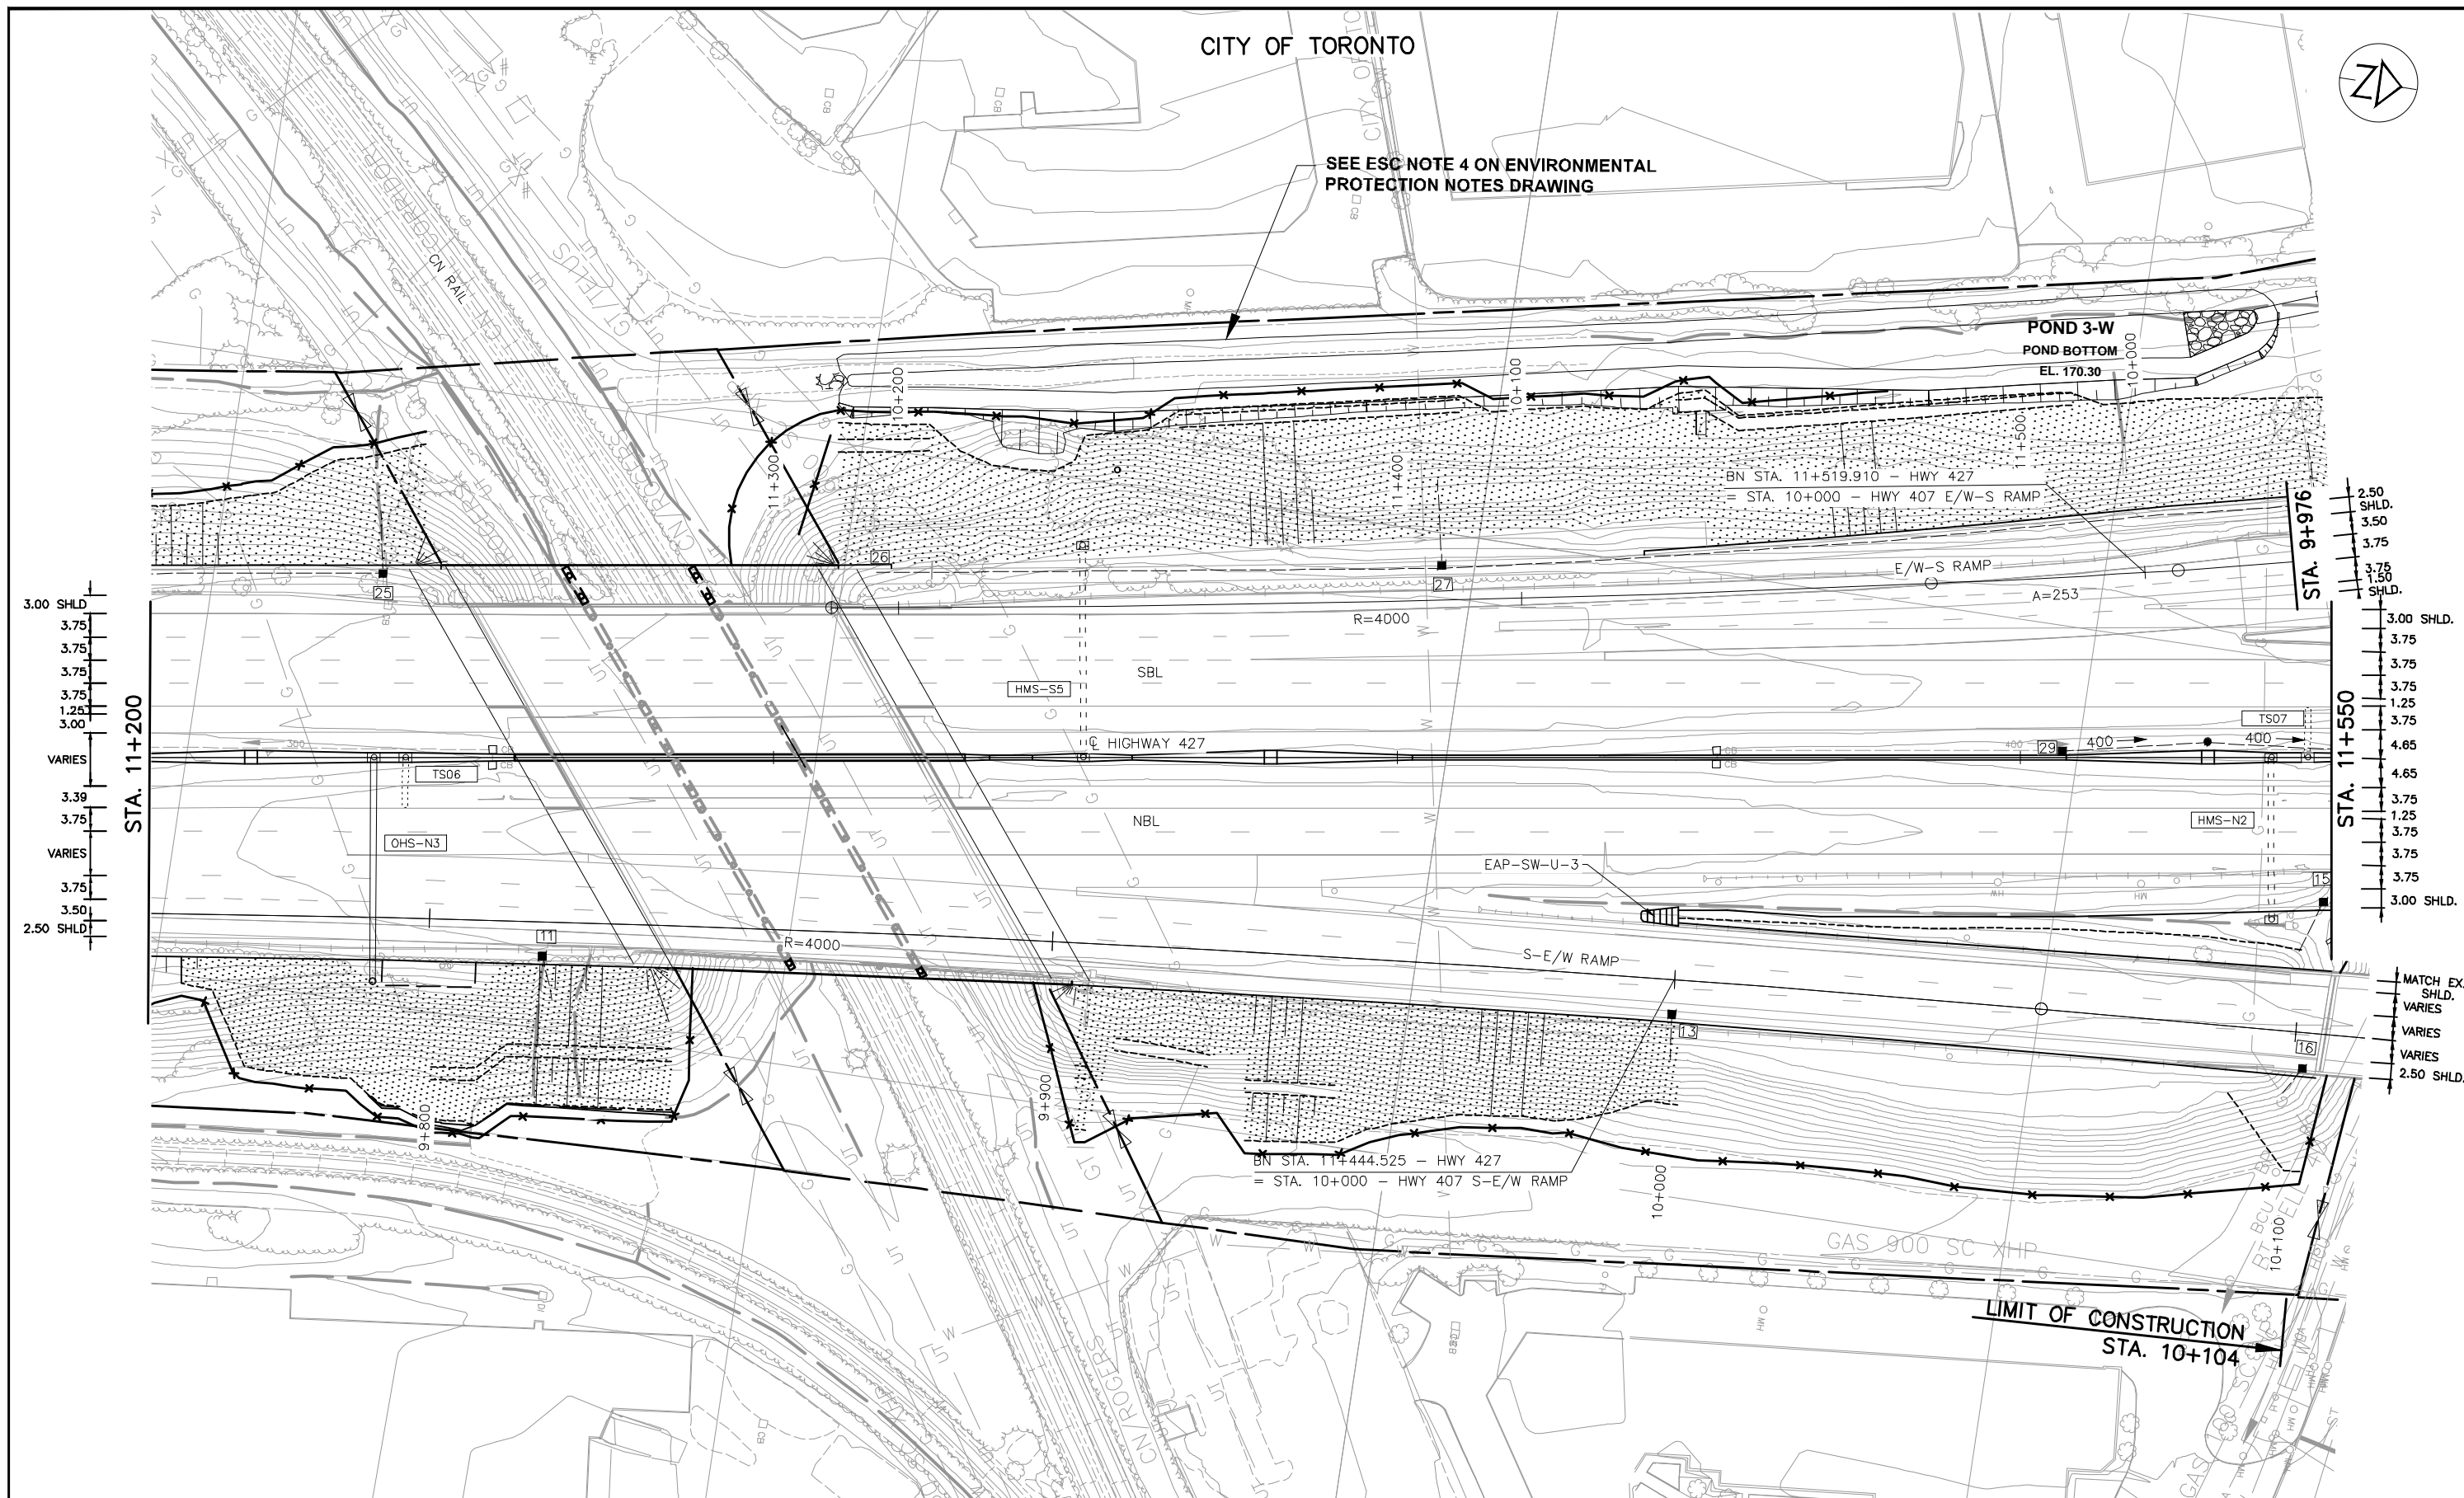 CITY OF TORONTO
SEE ESC NOTE 4 ON ENVIRONMENTAL
PROTECTION NOTES DRAWING
CN RAIL
POND 3-W
POND BOTTOM
EL. 170.30
10+200
10+100
10+000
11+300
11+400
11+500
BN STA. 11+519.910 - HWY 427
= STA. 10+000 - HWY 407 E/W-S RAMP
STA. 9+976
2.50
SHLD.
3.50
3.75
3.75
1.50
SHLD.
25
26
27
E/W-S RAMP
A=253
R=4000
3.00 SHLD
3.75
3.75
3.75
3.75
1.25
3.00
VARIES
3.39
3.75
VARIES
3.75
3.50
2.50 SHLD
STA. 11+200
SBL
HMS-S5
℄ HIGHWAY 427
300
CB
CB
TS06
OHS-N3
NBL
CB
CB
400
29
400
400
TS07
HMS-N2
STA. 11+550
3.00 SHLD.
3.75
3.75
3.75
1.25
3.75
4.65
4.65
3.75
1.25
3.75
3.75
3.75
3.00 SHLD.
EAP-SW-U-3
HW
MH
15
11
R=4000
S-E/W RAMP
13
16
MATCH EX.
SHLD.
VARIES
VARIES
VARIES
2.50 SHLD.
9+800
9+900
BN STA. 11+444.525 - HWY 427
= STA. 10+000 - HWY 407 S-E/W RAMP
10+000
10+100
GAS 900 SC XHP
LIMIT OF CONSTRUCTION
STA. 10+104
CN/ROGERS